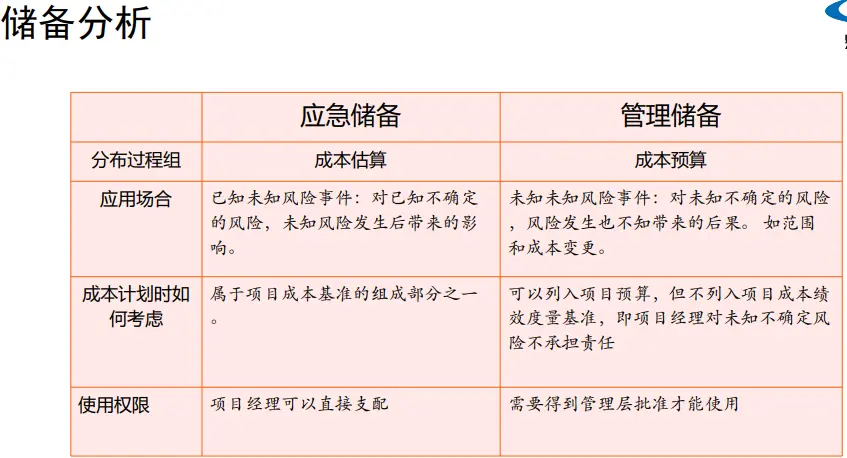 储备分析
应急储备
管理储备
分布过程组
成本估算
成本预算
应用场合
已知未知风险事件：对已知不确定
的风险，未知风险发生后带来的影
响。
未知未知风险事件：对未知不确定的风险
，风险发生也不知带来的后果。 如范围
和成本变更。
成本计划时如
何考虑
属于项目成本基准的组成部分之一
。
可以列入项目预算，但不列入项目成本绩
效度量基准，即项目经理对未知不确定风
险不承担责任
使用权限
项目经理可以直接支配
需要得到管理层批准才能使用